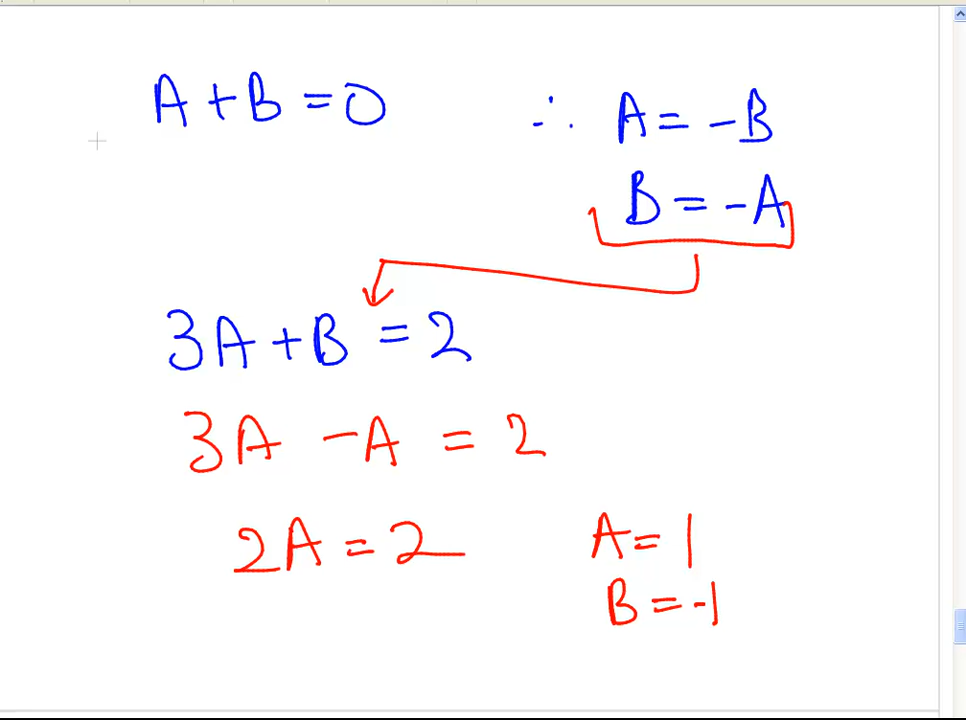 A + B = 0 ∴ A = -B
B = -A
3A + B = 2
3A - A = 2
2A = 2 A = 1
B = -1